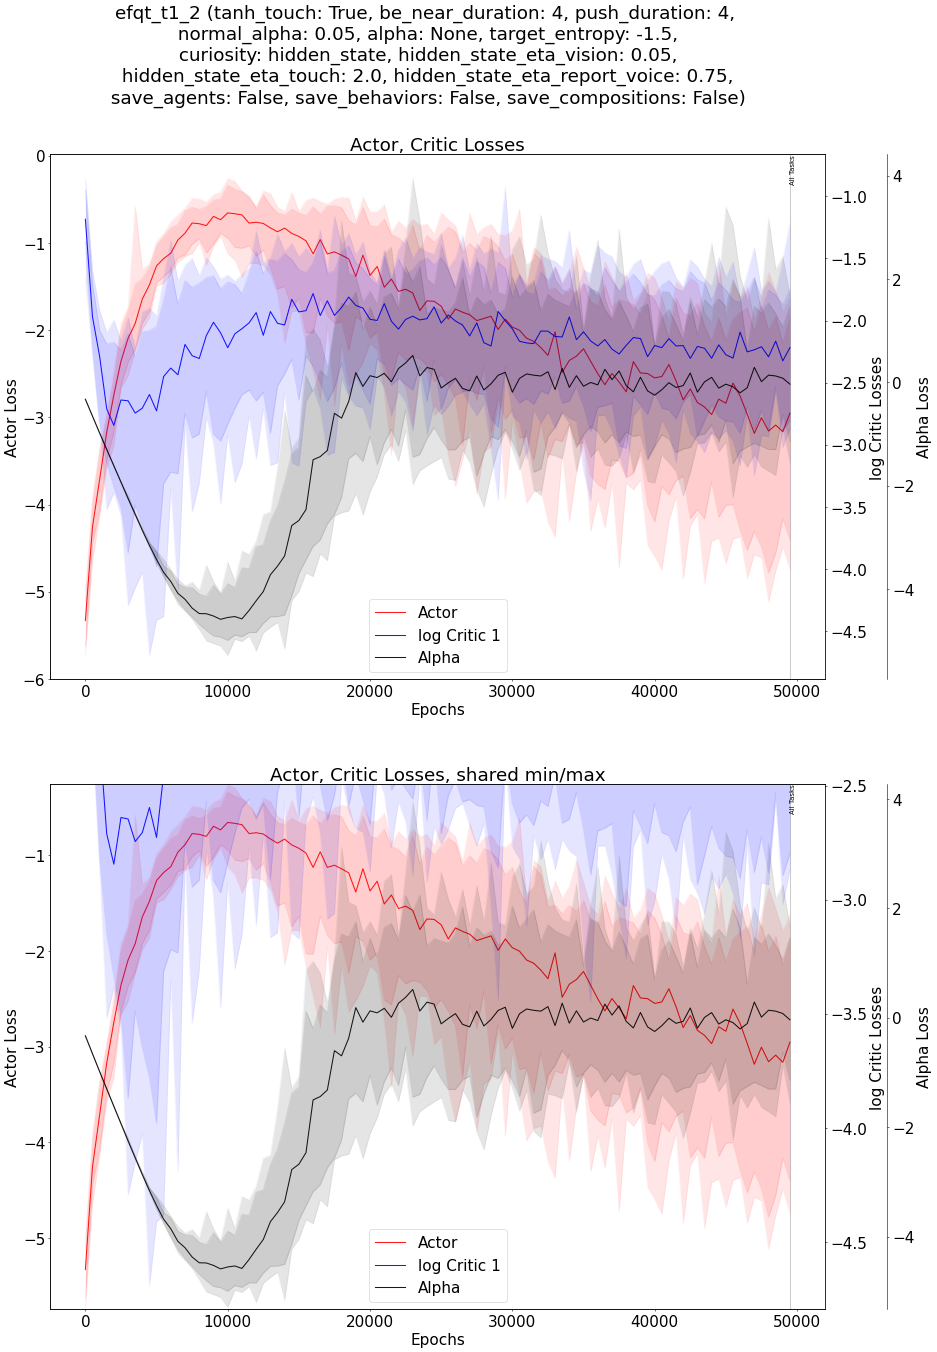 efqt_t1_2 (tanh_touch: True, be_near_duration: 4, push_duration: 4,
normal_alpha: 0.05, alpha: None, target_entropy: -1.5,
curiosity: hidden_state, hidden_state_eta_vision: 0.05,
hidden_state_eta_touch: 2.0, hidden_state_eta_report_voice: 0.75,
save_agents: False, save_behaviors: False, save_compositions: False)
Actor, Critic Losses
0
−1
−2
−3
−4
−5
−6
Actor Loss
0
10000
20000
30000
40000
50000
Epochs
−1.0
−1.5
−2.0
−2.5
−3.0
−3.5
−4.0
−4.5
log Critic Losses
4
2
0
−2
−4
Alpha Loss
All Tasks
Actor
log Critic 1
Alpha
Actor, Critic Losses, shared min/max
−1
−2
−3
−4
−5
Actor Loss
0
10000
20000
30000
40000
50000
Epochs
−2.5
−3.0
−3.5
−4.0
−4.5
log Critic Losses
4
2
0
−2
−4
Alpha Loss
All Tasks
Actor
log Critic 1
Alpha